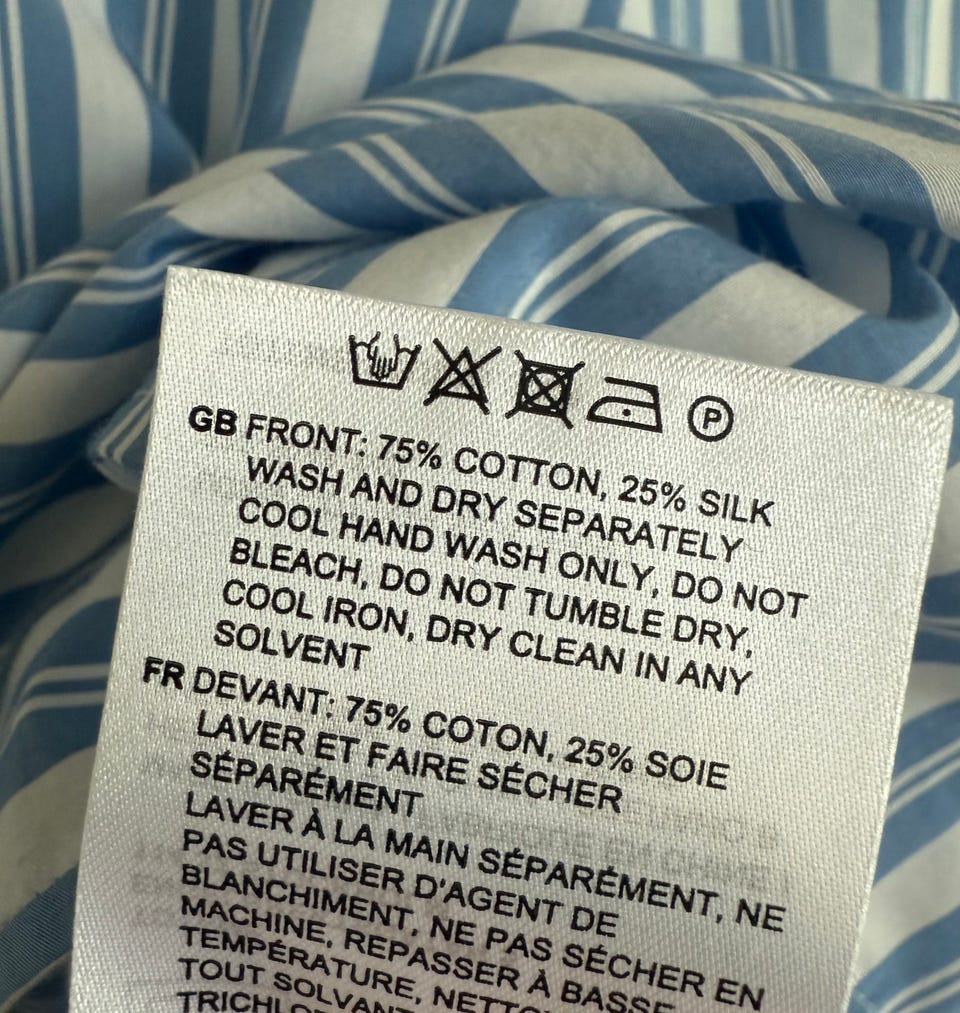 P
GB FRONT: 75% COTTON, 25% SILK
WASH AND DRY SEPARATELY
COOL HAND WASH ONLY, DO NOT
BLEACH, DO NOT TUMBLE DRY,
COOL IRON, DRY CLEAN IN ANY
SOLVENT
FR DEVANT: 75% COTON, 25% SOIE
LAVER ET FAIRE SÉCHER
SÉPARÉMENT
LAVER À LA MAIN SÉPARÉMENT, NE
PAS UTILISER D'AGENT DE
BLANCHIMENT, NE PAS SÉCHER EN
MACHINE, REPASSER À BASSE
TEMPÉRATURE,
TOUT